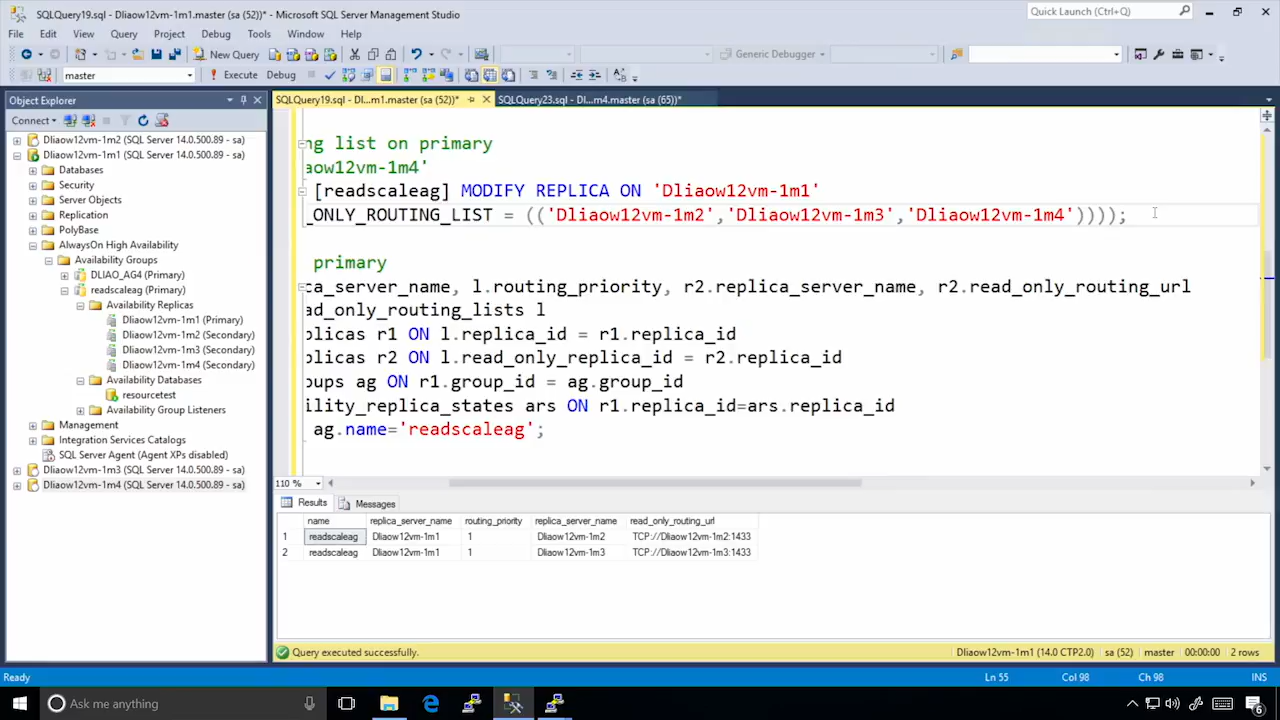 SQLQuery19.sql - Dliaow12vm-1m1.master (sa (52))* - Microsoft SQL Server Management Studio
Quick Launch (Ctrl+Q)
File Edit View Query Project Debug Tools Window Help
New Query
Generic Debugger
master
Execute Debug
Object Explorer
SQLQuery19.sql - Dl...m1.master (sa (52))*
SQLQuery23.sql - Dl...m4.master (sa (65))*
Connect
Dliaow12vm-1m2 (SQL Server 14.0.500.89 - sa)
Dliaow12vm-1m1 (SQL Server 14.0.500.89 - sa)
Databases
Security
Server Objects
Replication
PolyBase
AlwaysOn High Availability
Availability Groups
DLIAO_AG4 (Primary)
readscaleag (Primary)
Availability Replicas
Dliaow12vm-1m1 (Primary)
Dliaow12vm-1m2 (Secondary)
Dliaow12vm-1m3 (Secondary)
Dliaow12vm-1m4 (Secondary)
Availability Databases
resourcetest
Availability Group Listeners
Management
Integration Services Catalogs
SQL Server Agent (Agent XPs disabled)
Dliaow12vm-1m3 (SQL Server 14.0.500.89 - sa)
Dliaow12vm-1m4 (SQL Server 14.0.500.89 - sa)
ng list on primary
aow12vm-1m4'
[readscaleag] MODIFY REPLICA ON 'Dliaow12vm-1m1'
_ONLY_ROUTING_LIST = (('Dliaow12vm-1m2','Dliaow12vm-1m3','Dliaow12vm-1m4'))));
primary
ca_server_name, l.routing_priority, r2.replica_server_name, r2.read_only_routing_url
ad_only_routing_lists l
plicas r1 ON l.replica_id = r1.replica_id
plicas r2 ON l.read_only_replica_id = r2.replica_id
oups ag ON r1.group_id = ag.group_id
ility_replica_states ars ON r1.replica_id=ars.replica_id
ag.name='readscaleag';
110 %
Results Messages
name replica_server_name routing_priority replica_server_name read_only_routing_url
1 readscaleag Dliaow12vm-1m1 1 Dliaow12vm-1m2 TCP://Dliaow12vm-1m2:1433
2 readscaleag Dliaow12vm-1m1 1 Dliaow12vm-1m3 TCP://Dliaow12vm-1m3:1433
Query executed successfully.
Dliaow12vm-1m1 (14.0 CTP2.0) sa (52) master 00:00:00 2 rows
Ready
Ln 55 Col 98 Ch 98 INS
Ask me anything
6